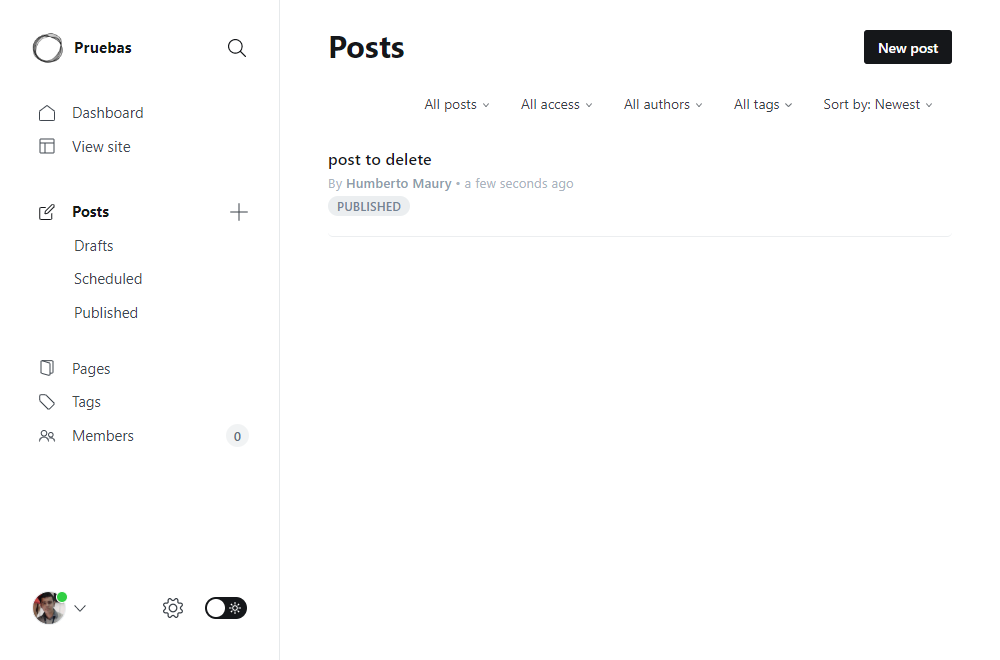 Pruebas
Dashboard
View site
Posts
Drafts
Scheduled
Published
Pages
Tags
Members 0
Posts
New post
All posts All access All authors All tags Sort by: Newest
post to delete
By Humberto Maury • a few seconds ago
PUBLISHED